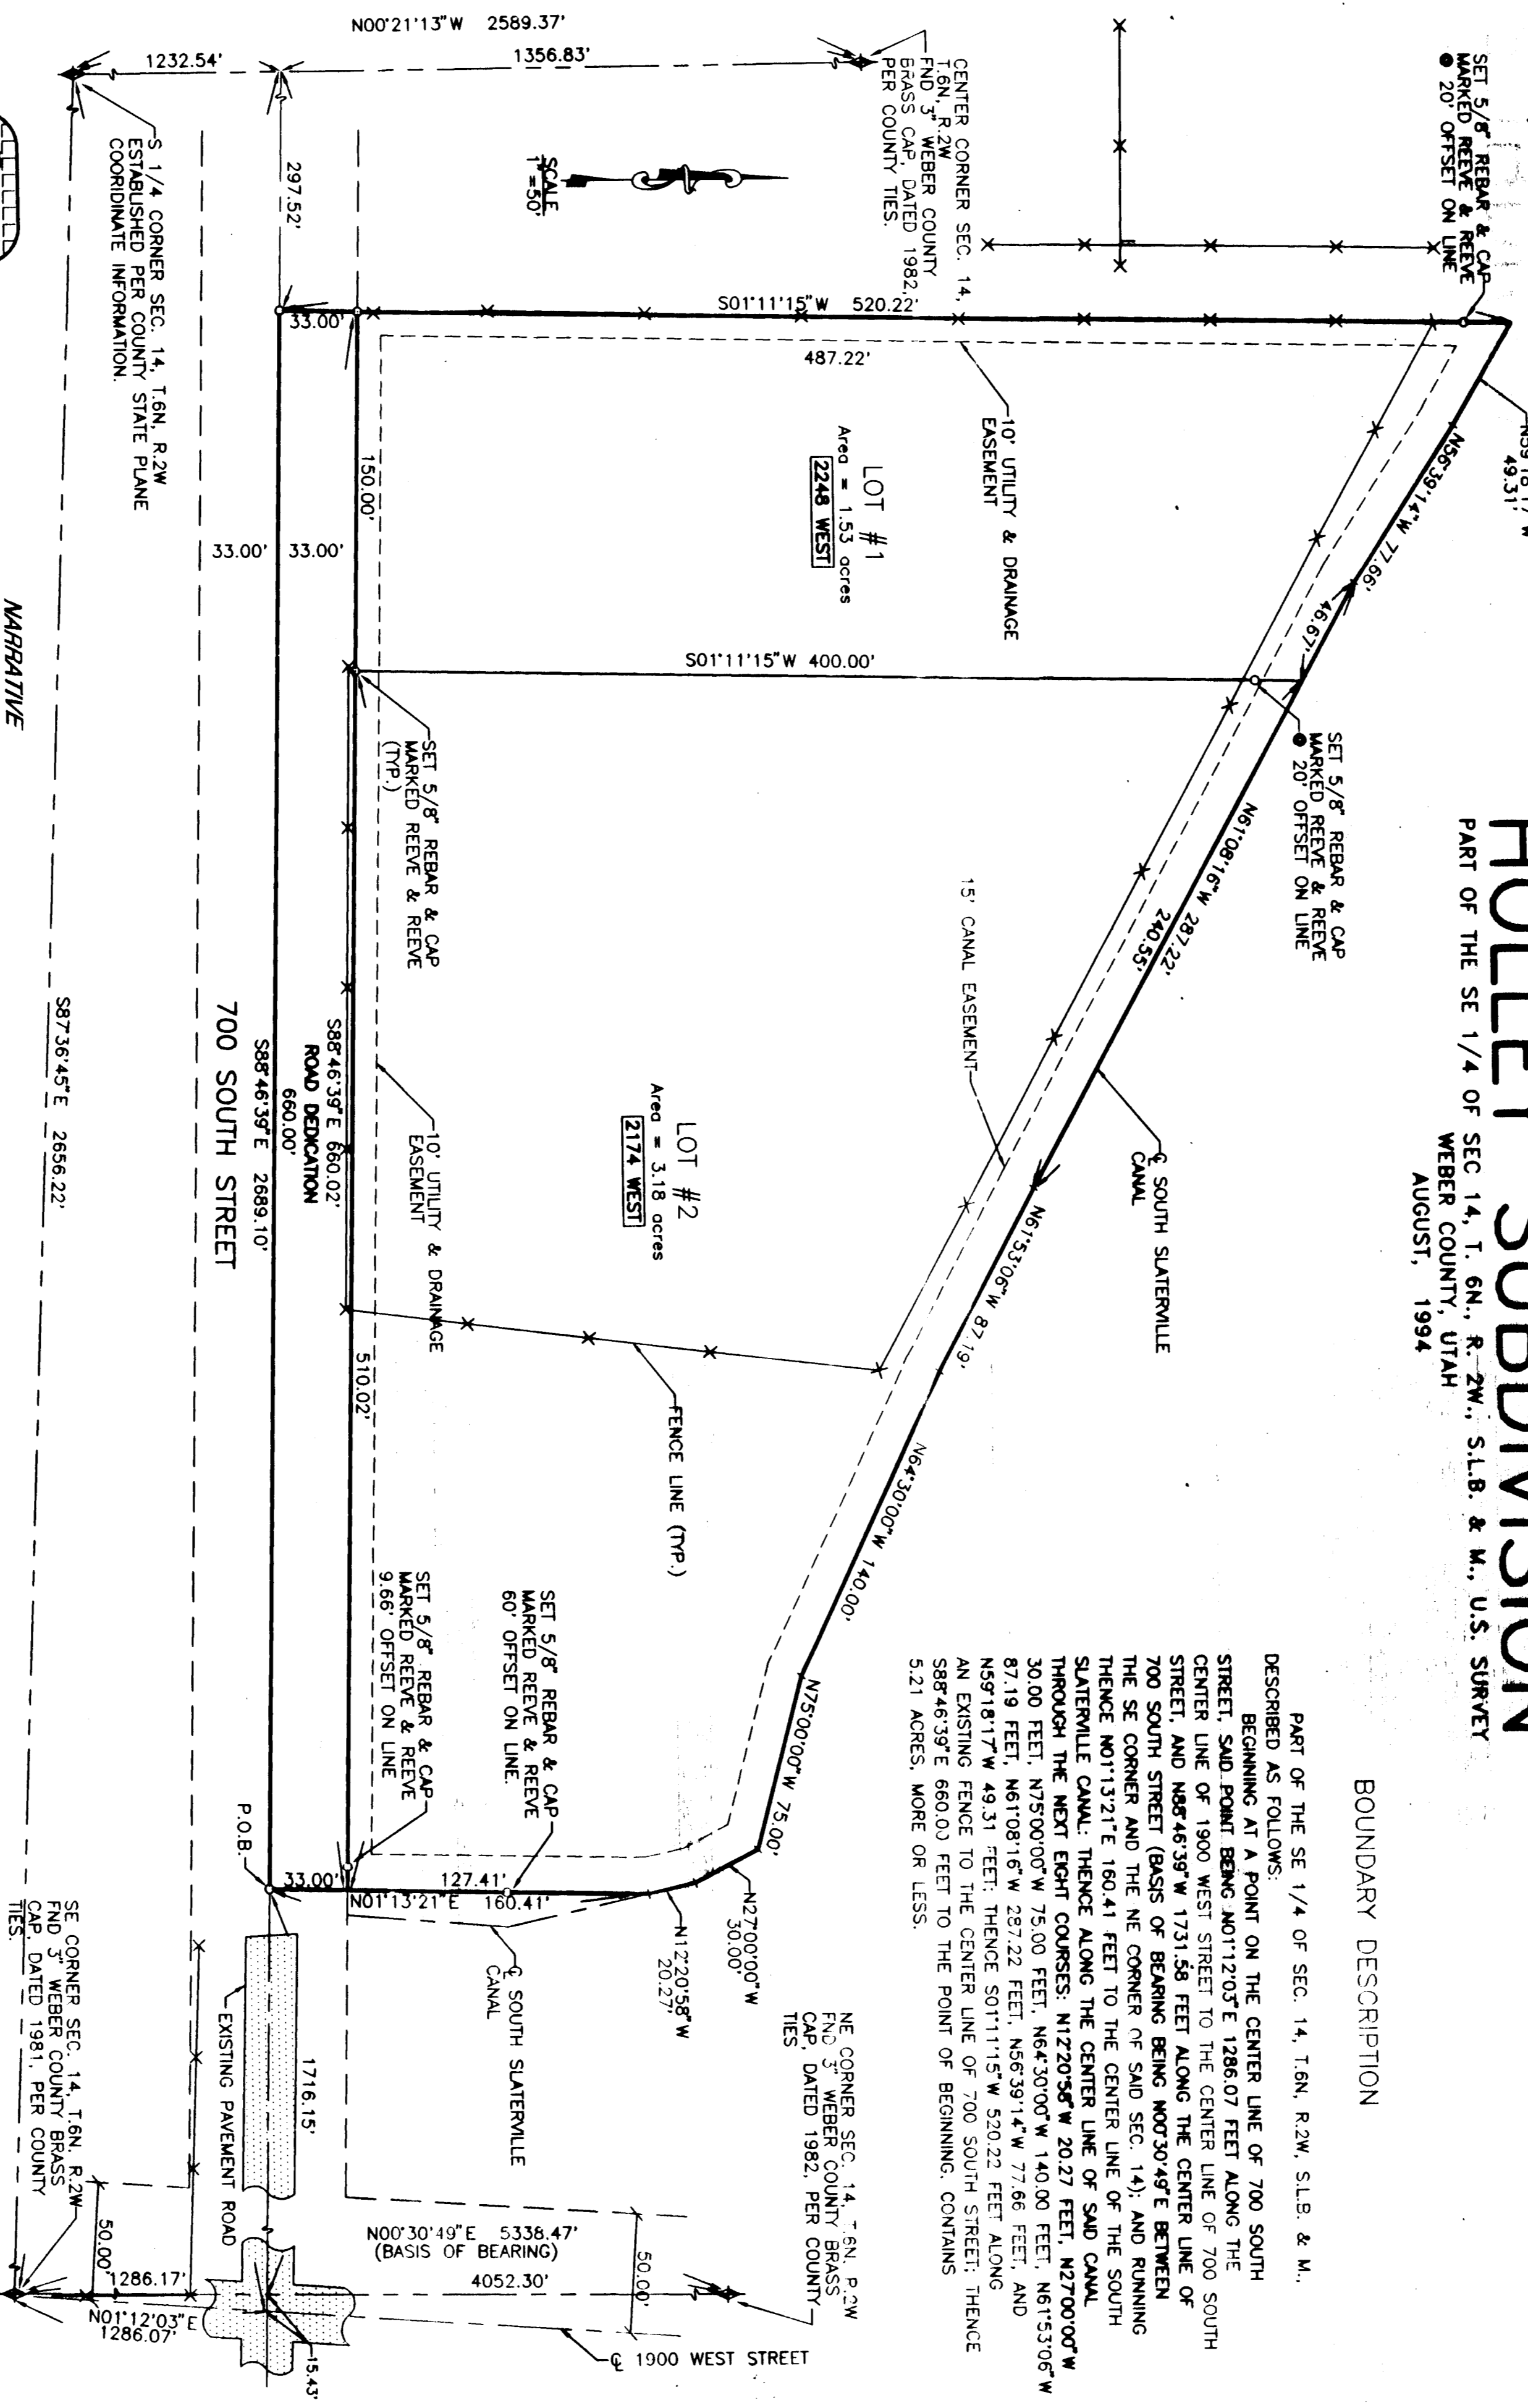 HOLLEY SUBDIVISION
PART OF THE SE 1/4 OF SEC 14, T. 6N., R. 2W., S.L.B. & M., U.S. SURVEY
WEBER COUNTY, UTAH
AUGUST, 1994
BOUNDARY DESCRIPTION
PART OF THE SE 1/4 OF SEC. 14, T.6N, R.2W, S.L.B. & M.,
DESCRIBED AS FOLLOWS:
BEGINNING AT A POINT ON THE CENTER LINE OF 700 SOUTH
STREET, SAID POINT BEING N01°12'03"E 1286.07 FEET ALONG THE
CENTER LINE OF 1900 WEST STREET TO THE CENTER LINE OF 700 SOUTH
STREET, AND N88°46'39"W 1731.58 FEET ALONG THE CENTER LINE OF
700 SOUTH STREET (BASIS OF BEARING BEING N00°30'49"E BETWEEN
THE SE CORNER AND THE NE CORNER OF SAID SEC. 14); AND RUNNING
THENCE N01°13'21"E 160.41 FEET TO THE CENTER LINE OF THE SOUTH
SLATERVILLE CANAL: THENCE ALONG THE CENTER LINE OF SAID CANAL
THROUGH THE NEXT EIGHT COURSES: N12°20'58"W 20.27 FEET, N27°00'00"W
30.00 FEET, N75°00'00"W 75.00 FEET, N64°30'00"W 140.00 FEET, N61°53'06"W
87.19 FEET, N61°08'16"W 287.22 FEET, N56°39'14"W 77.66 FEET, AND
N59°18'17"W 49.31 FEET; THENCE S01°11'15"W 520.22 FEET ALONG
AN EXISTING FENCE TO THE CENTER LINE OF 700 SOUTH STREET; THENCE
S88°46'39"E 660.00 FEET TO THE POINT OF BEGINNING. CONTAINS
5.21 ACRES, MORE OR LESS.
SET 5/8" REBAR & CAP
MARKED REEVE & REEVE
● 20' OFFSET ON LINE
N59°18'17"W
49.31'
N56°39'14"W 77.66'
46.67'
SET 5/8" REBAR & CAP
MARKED REEVE & REEVE
● 20' OFFSET ON LINE
N61°08'16"W 287.22'
240.55'
℄ SOUTH SLATERVILLE
CANAL
15' CANAL EASEMENT
N61°53'06"W 87.19'
N64°30'00"W 140.00'
N75°00'00"W 75.00'
N27°00'00"W
30.00'
N12°20'58"W
20.27'
CENTER CORNER SEC. 14,
T.6N, R.2W
FND 3" WEBER COUNTY
BRASS CAP, DATED 1982,
PER COUNTY TIES.
N00°21'13"W 2589.37'
1356.83'
1232.54'
SCALE
1"=50'
S01°11'15"W 520.22'
487.22'
10' UTILITY & DRAINAGE
EASEMENT
LOT #1
Area = 1.53 acres
2248 WEST
S01°11'15"W 400.00'
LOT #2
Area = 3.18 acres
2174 WEST
FENCE LINE (TYP.)
SET 5/8" REBAR & CAP
MARKED REEVE & REEVE
(TYP.)
10' UTILITY & DRAINAGE
EASEMENT
SET 5/8" REBAR & CAP
MARKED REEVE & REEVE
60' OFFSET ON LINE.
SET 5/8" REBAR & CAP
MARKED REEVE & REEVE
9.66' OFFSET ON LINE
℄ SOUTH SLATERVILLE
CANAL
NE CORNER SEC. 14, T.6N, R.2W
FND 3" WEBER COUNTY BRASS
CAP, DATED 1982, PER COUNTY
TIES
127.41'
N01°13'21"E 160.41'
33.00'
P.O.B.
297.52'
33.00'
150.00'
510.02'
S88°46'39"E 660.02'
ROAD DEDICATION
660.00'
S88°46'39"E 2689.10'
33.00'
33.00'
700 SOUTH STREET
1716.15'
EXISTING PAVEMENT ROAD
N00°30'49"E 5338.47'
(BASIS OF BEARING)
4052.30'
50.00'
50.00'
1286.17'
N01°12'03"E
1286.07'
15.43'
℄ 1900 WEST STREET
S 1/4 CORNER SEC. 14, T.6N, R.2W
ESTABLISHED PER COUNTY STATE PLANE
COORIDINATE INFORMATION.
S87°36'45"E 2656.22'
SE CORNER SEC. 14, T.6N, R.2W
FND 3" WEBER COUNTY BRASS
CAP, DATED 1981, PER COUNTY
TIES.
NARRATIVE